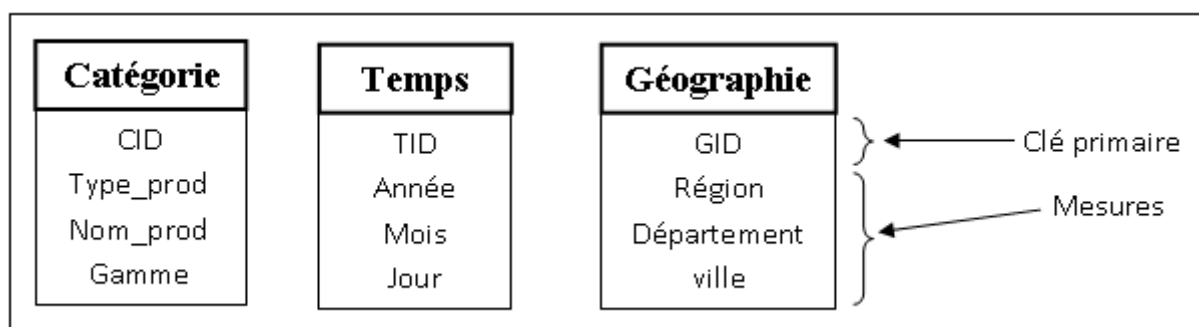 Catégorie
CID
Type_prod
Nom_prod
Gamme
Temps
TID
Année
Mois
Jour
Géographie
GID
Région
Département
ville
Clé primaire
Mesures